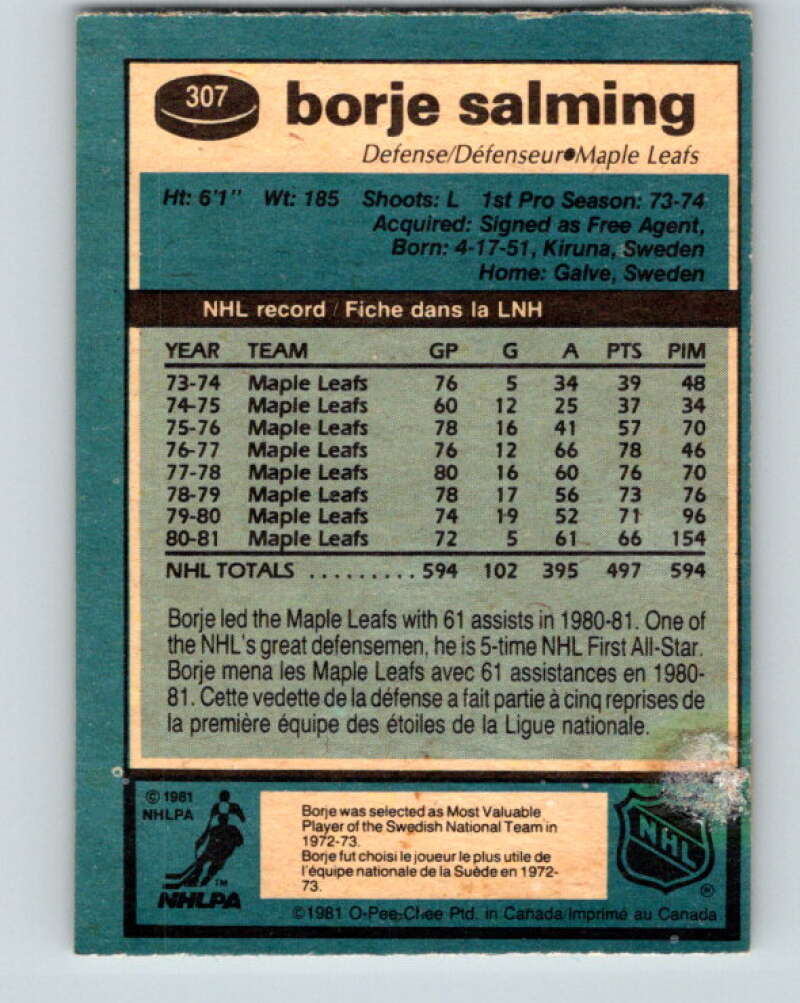 307
borje salming
Defense/Défenseur●Maple Leafs
Ht: 6'1" Wt: 185 Shoots: L 1st Pro Season: 73-74
Acquired: Signed as Free Agent,
Born: 4-17-51, Kiruna, Sweden
Home: Galve, Sweden
NHL record / Fiche dans la LNH
YEAR TEAM GP G A PTS PIM
73-74 Maple Leafs 76 5 34 39 48
74-75 Maple Leafs 60 12 25 37 34
75-76 Maple Leafs 78 16 41 57 70
76-77 Maple Leafs 76 12 66 78 46
77-78 Maple Leafs 80 16 60 76 70
78-79 Maple Leafs 78 17 56 73 76
79-80 Maple Leafs 74 19 52 71 96
80-81 Maple Leafs 72 5 61 66 154
NHL TOTALS .......... 594 102 395 497 594
Borje led the Maple Leafs with 61 assists in 1980-81. One of
the NHL's great defensemen, he is 5-time NHL First All-Star.
Borje mena les Maple Leafs avec 61 assistances en 1980-
81. Cette vedette de la défense a fait partie à cinq reprises de
la première équipe des étoiles de la Ligue nationale.
© 1981
NHLPA
TM
NHLPA
Borje was selected as Most Valuable
Player of the Swedish National Team in
1972-73.
Borje fut choisi le joueur le plus utile de
l'équipe nationale de la Suède en 1972-
73.
NHL
®
©1981 O-Pee-Chee Ptd. in Canada/Imprimé au Canada